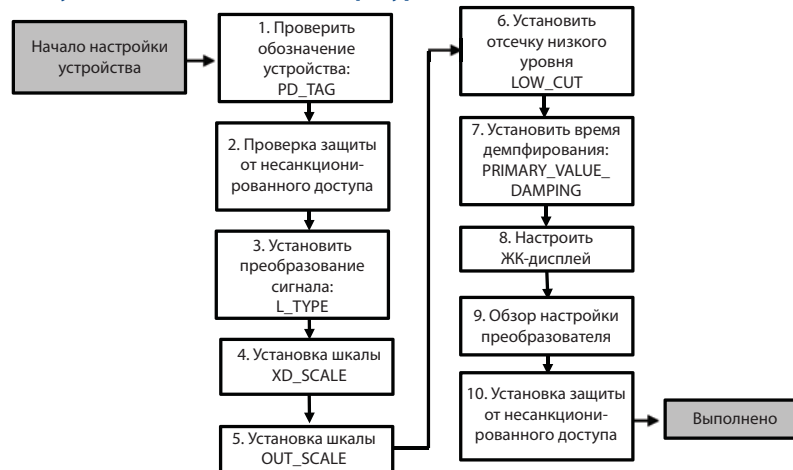 Начало настройки
устройства
1. Проверить
обозначение
устройства:
PD_TAG
2. Проверка защиты
от несанкциони-
рованного доступа
3. Установить
преобразование
сигнала:
L_TYPE
4. Установка шкалы
XD_SCALE
5. Установка шкалы
OUT_SCALE
6. Установить
отсечку низкого
уровня
LOW_CUT
7. Установить время
демпфирования:
PRIMARY_VALUE_
DAMPING
8. Настроить
ЖК-дисплей
9. Обзор настройки
преобразователя
10. Установка защиты
от несанкциони-
рованного доступа
Выполнено